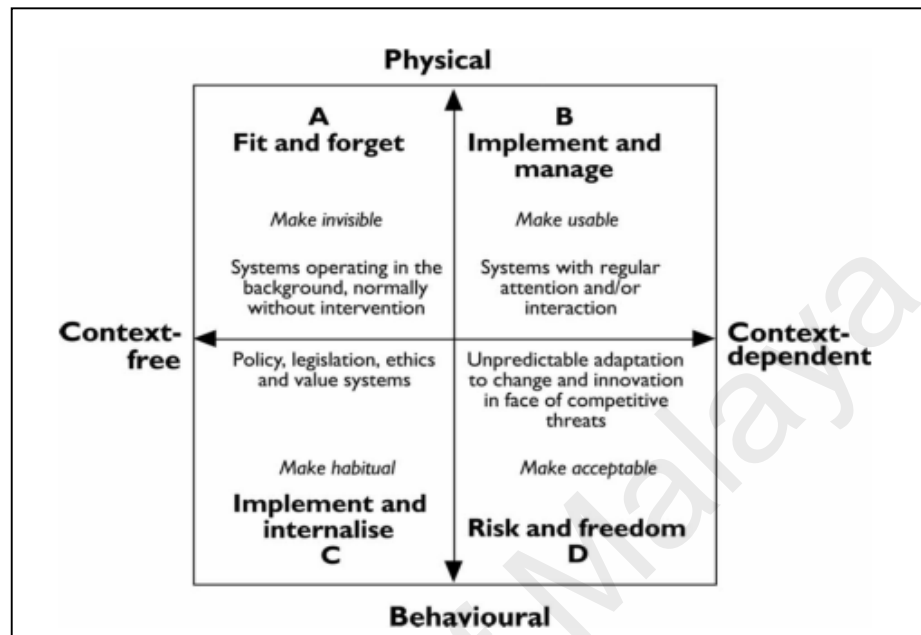 Physical
A
Fit and forget
Make invisible
Systems operating in the
background, normally
without intervention
B
Implement and
manage
Make usable
Systems with regular
attention and/or
interaction
Context-
free
Context-
dependent
Policy, legislation, ethics
and value systems
Make habitual
Implement and
internalise
C
Unpredictable adaptation
to change and innovation
in face of competitive
threats
Make acceptable
Risk and freedom
D
Behavioural
Malaya